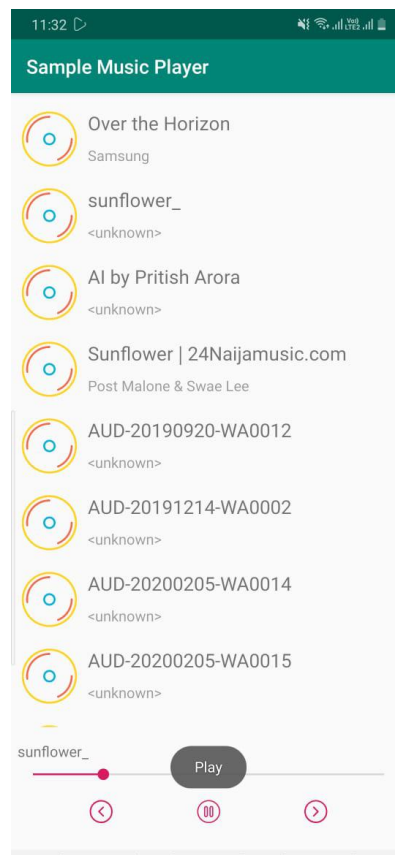 11:32
Vo))
LTE2
Sample Music Player
Over the Horizon
Samsung
sunflower_
<unknown>
AI by Pritish Arora
<unknown>
Sunflower | 24Naijamusic.com
Post Malone & Swae Lee
AUD-20190920-WA0012
<unknown>
AUD-20191214-WA0002
<unknown>
AUD-20200205-WA0014
<unknown>
AUD-20200205-WA0015
<unknown>
sunflower_
Play